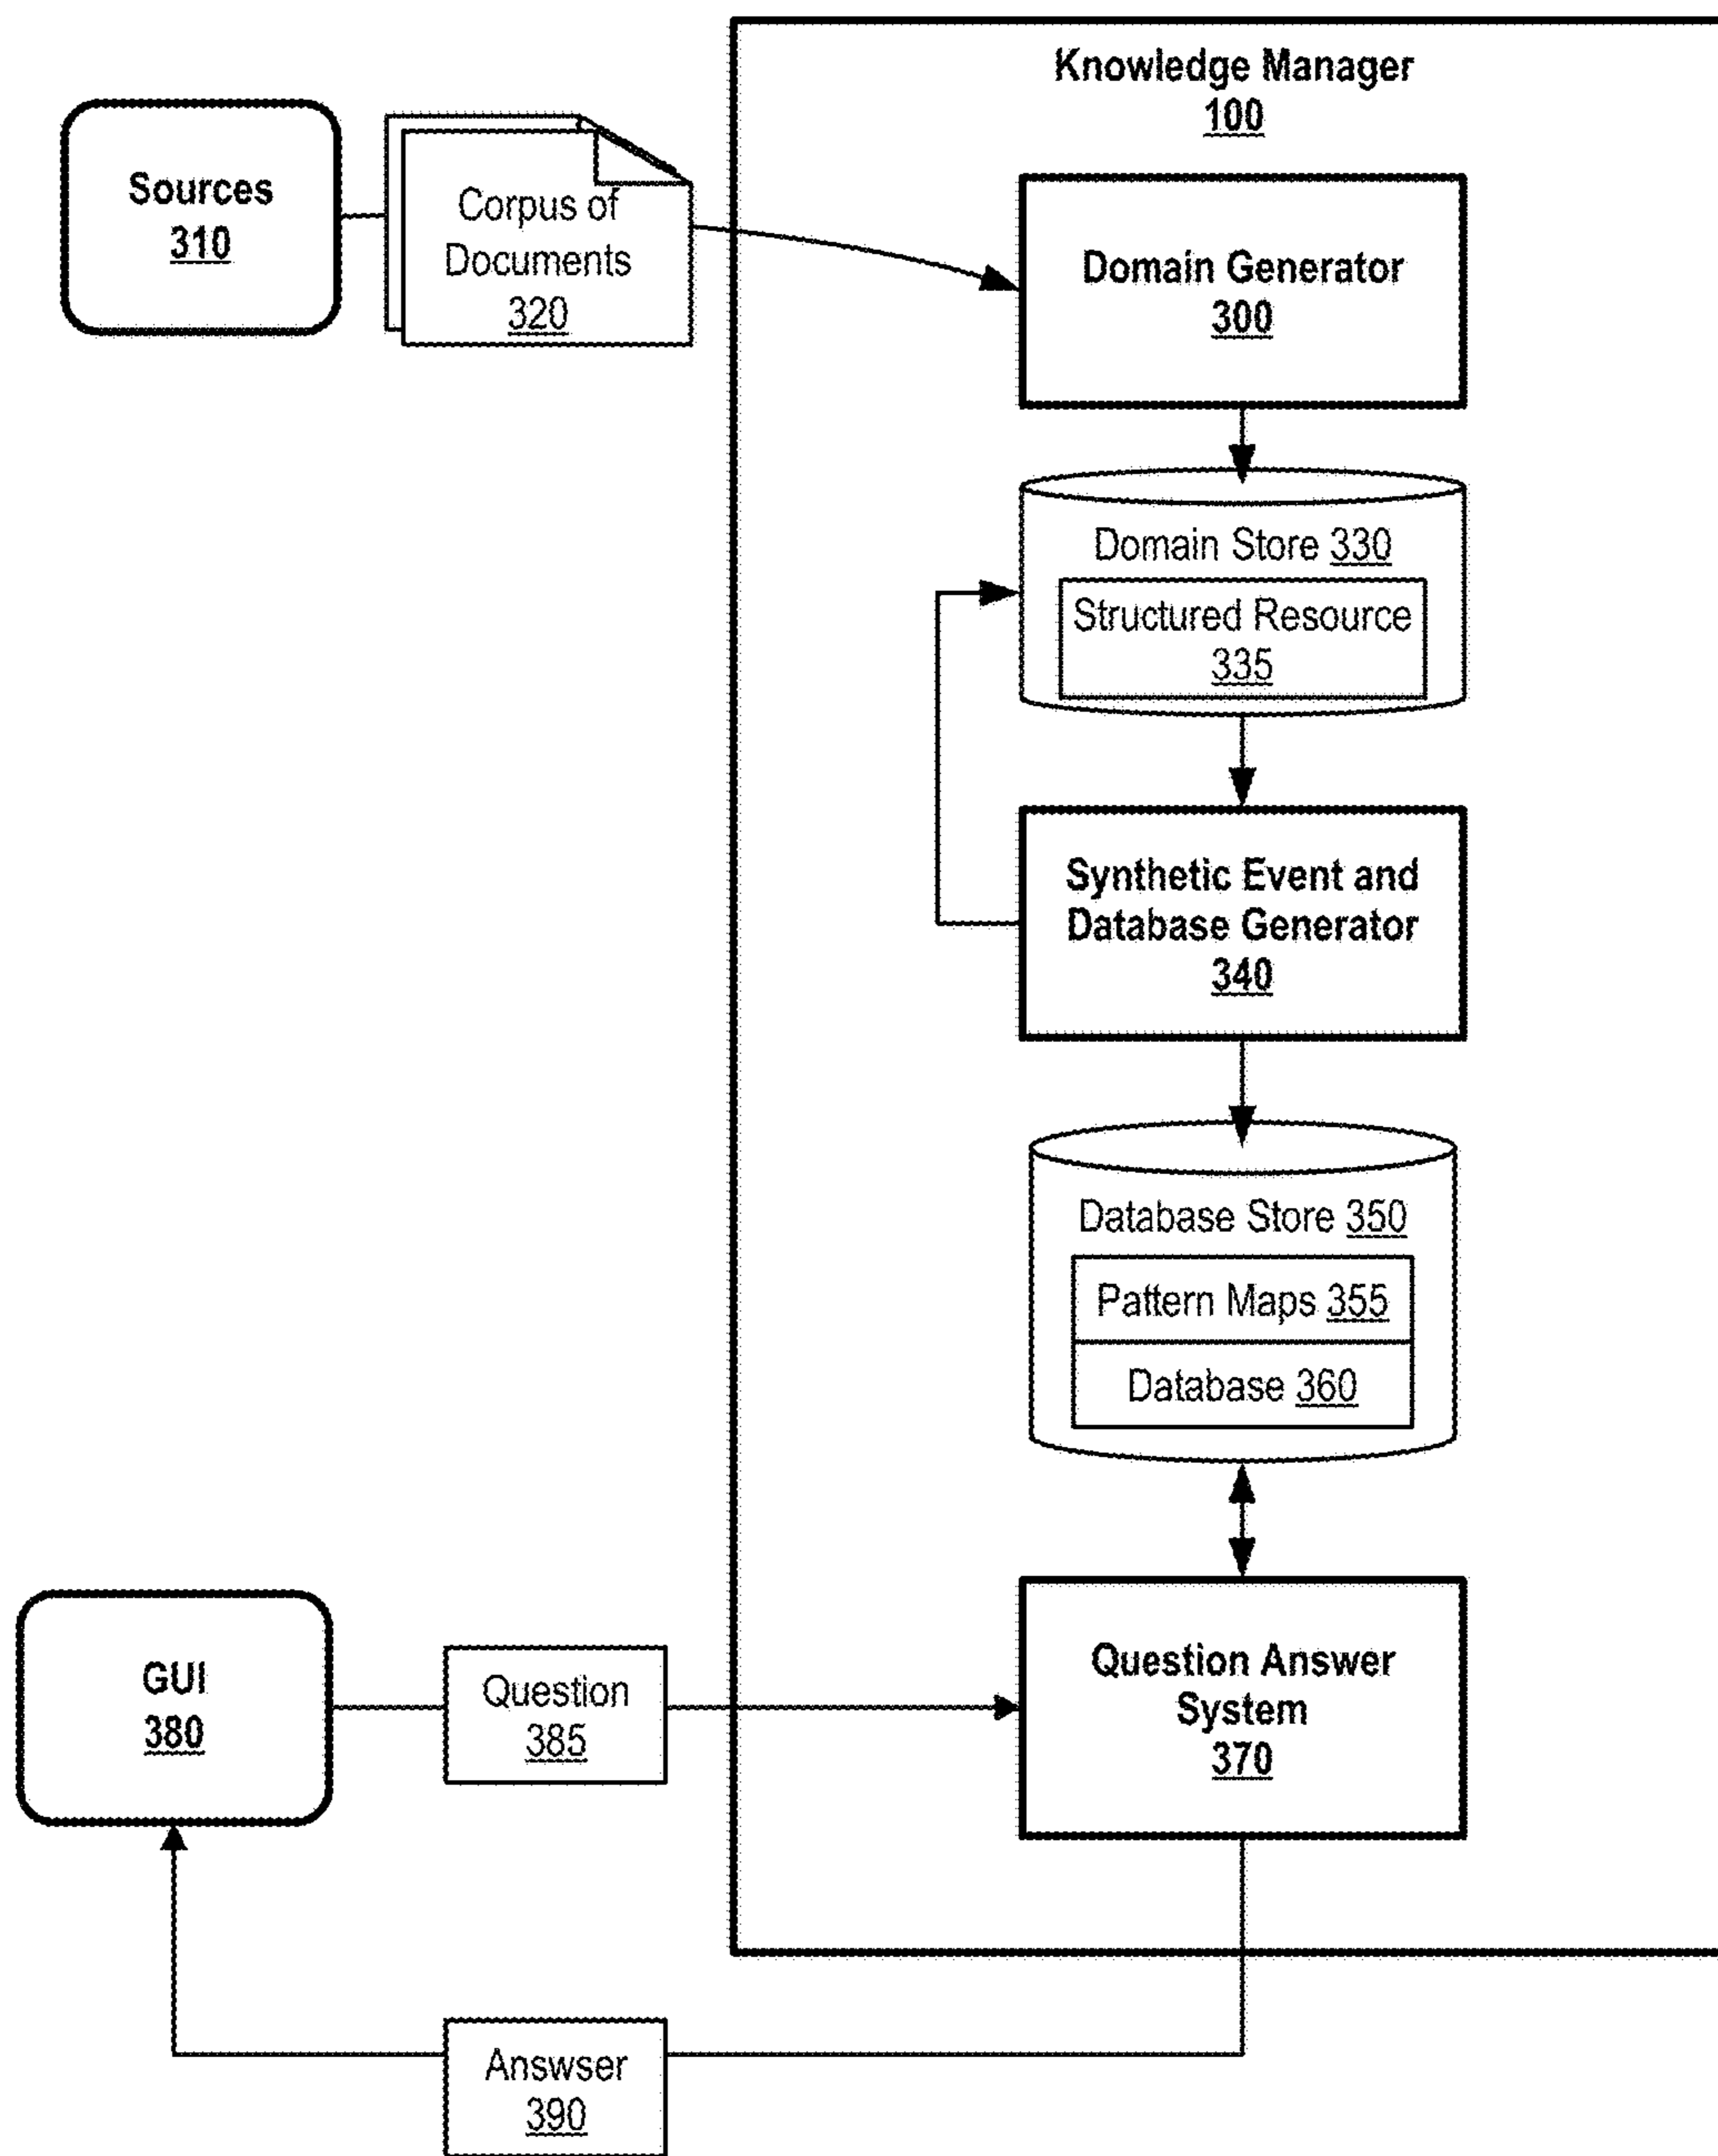 Knowledge Manager
100
Sources
310
Corpus of
Documents
320
Domain Generator
300
Domain Store 330
Structured Resource
335
Synthetic Event and
Database Generator
340
Database Store 350
Pattern Maps 355
Database 360
GUI
380
Question
385
Question Answer
System
370
Answser
390